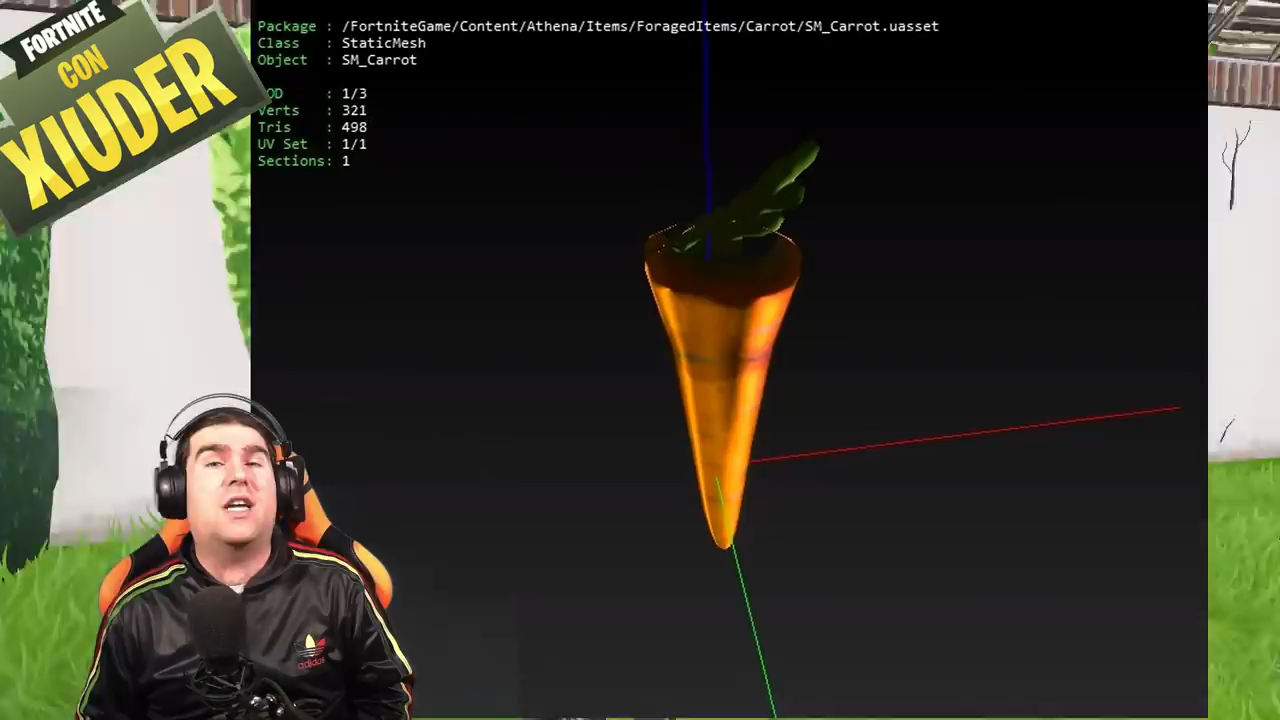 FORTNITE
CON
XIUDER
Package : /FortniteGame/Content/Athena/Items/ForagedItems/Carrot/SM_Carrot.uasset
Class : StaticMesh
Object : SM_Carrot
OD : 1/3
Verts : 321
Tris : 498
UV Set : 1/1
Sections: 1
adidas